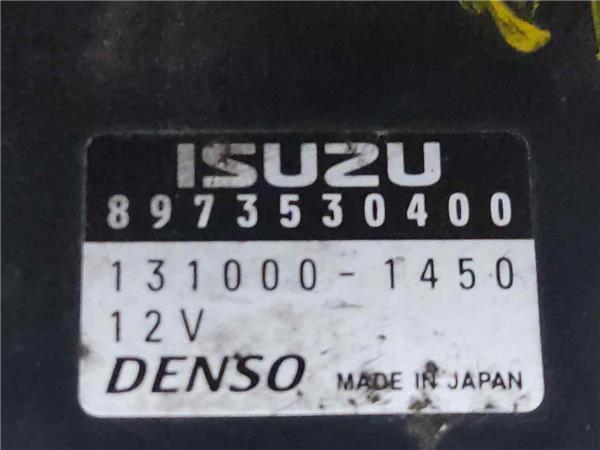 ISUZU
8973530400
131000-1450
12V
DENSO MADE IN JAPAN